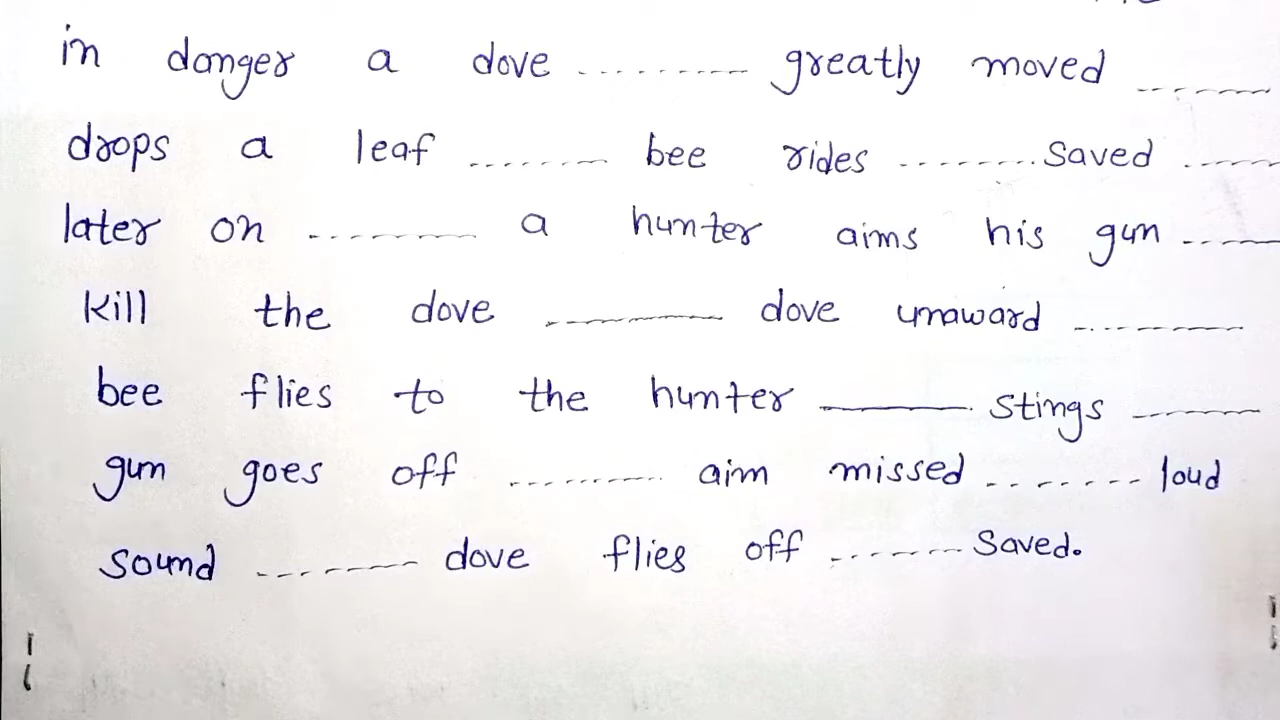 in danger a dove .......... greatly moved .......
drops a leaf ........ bee rides ........ saved ......
later on ......... a hunter aims his gun ......
kill the dove .......... dove unaward ..........
bee flies to the hunter ______ stings ........
gun goes off .......... aim missed ........ loud
sound ......... dove flies off ........ saved.